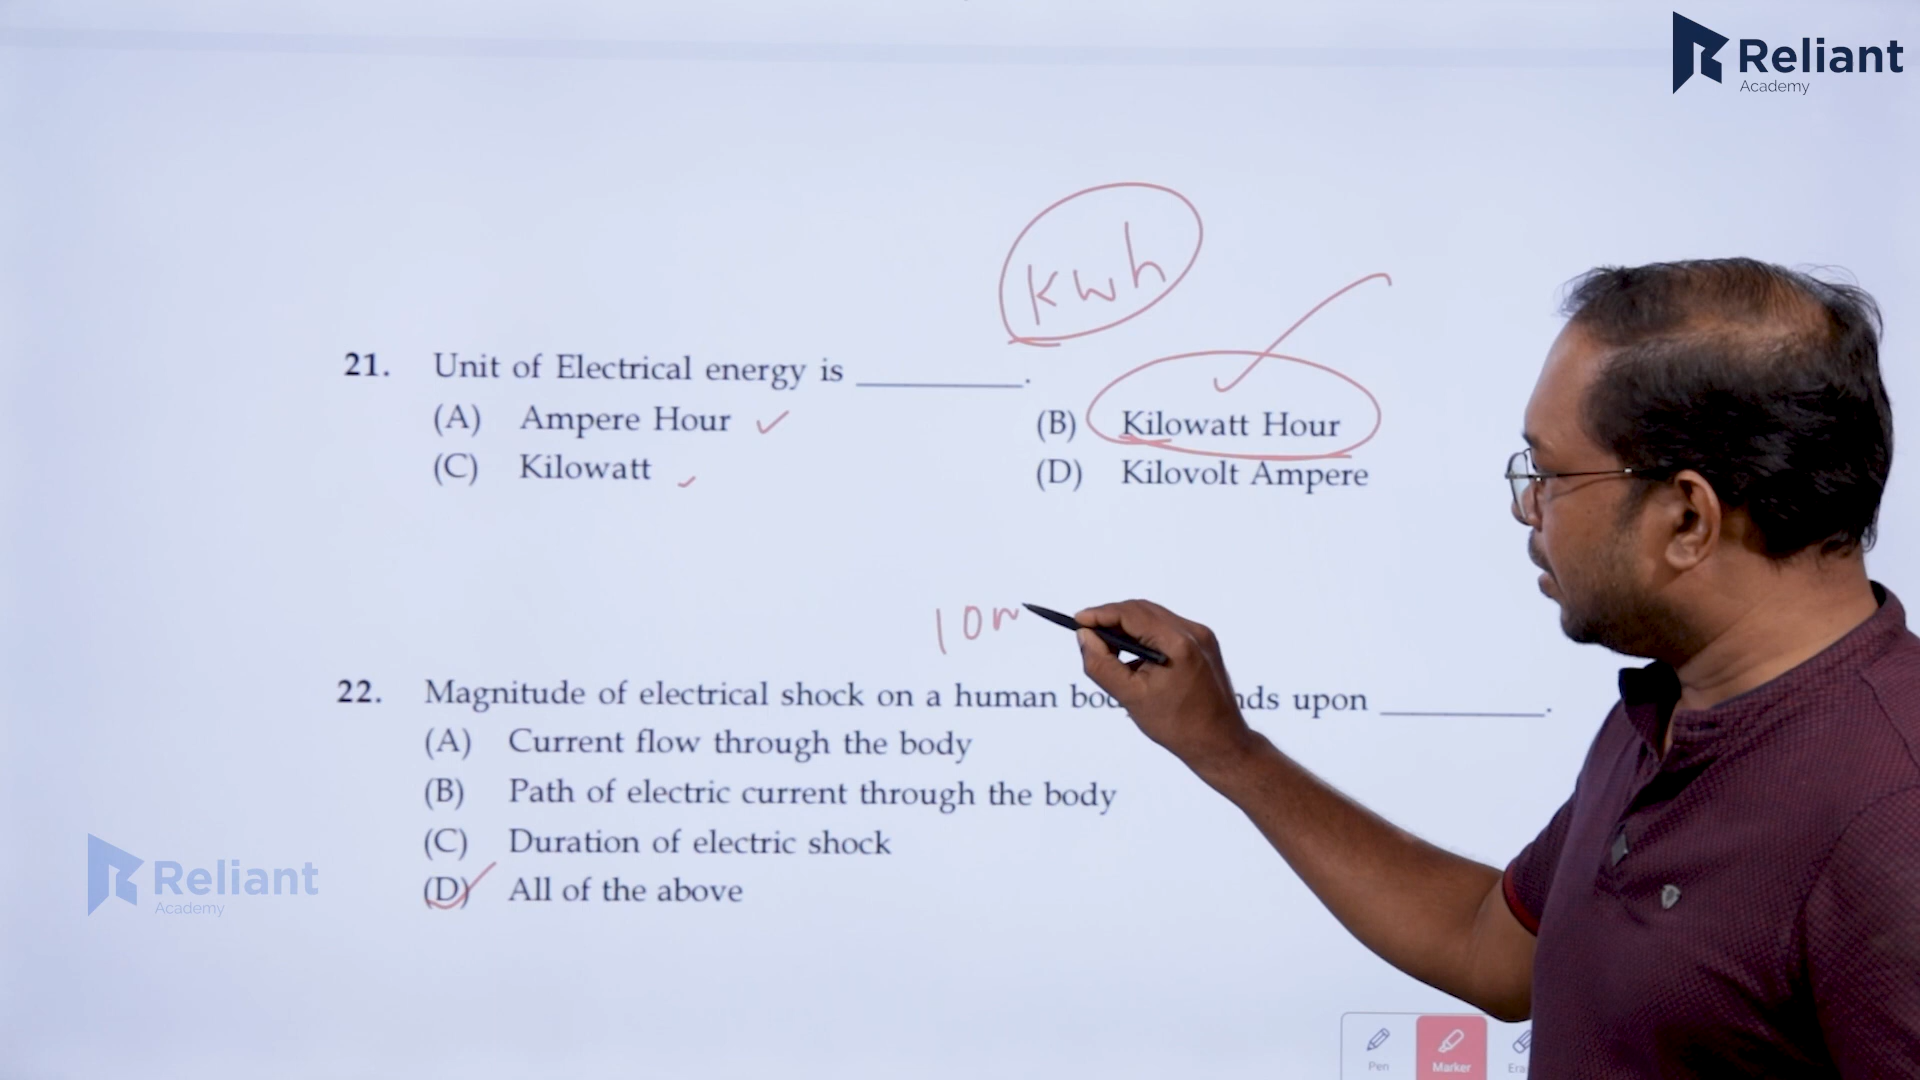 Reliant
Academy
kwh
21. Unit of Electrical energy is ________.
(A) Ampere Hour
(B) Kilowatt Hour
(C) Kilowatt
(D) Kilovolt Ampere
10m
22. Magnitude of electrical shock on a human bo nds upon ________.
(A) Current flow through the body
(B) Path of electric current through the body
(C) Duration of electric shock
(D) All of the above
Reliant
Academy
Pen
Marker
Era